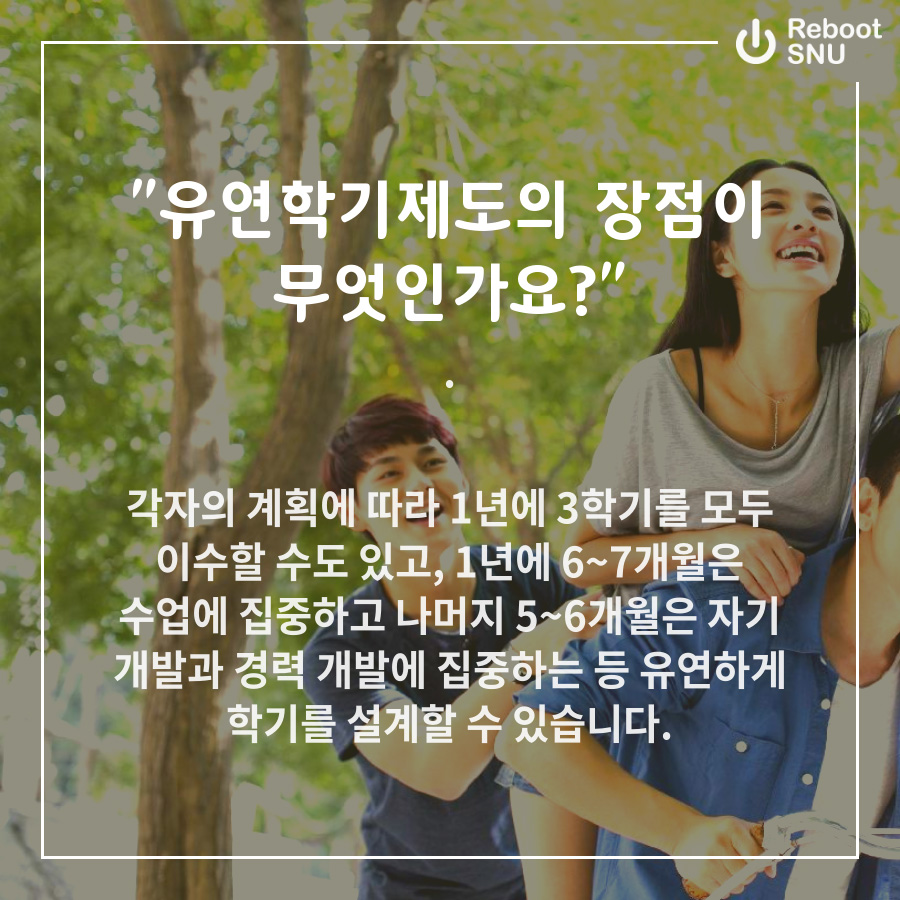 Reboot
SNU
"유연학기제도의 장점이
무엇인가요?"
.
각자의 계획에 따라 1년에 3학기를 모두
이수할 수도 있고, 1년에 6~7개월은
수업에 집중하고 나머지 5~6개월은 자기
개발과 경력 개발에 집중하는 등 유연하게
학기를 설계할 수 있습니다.